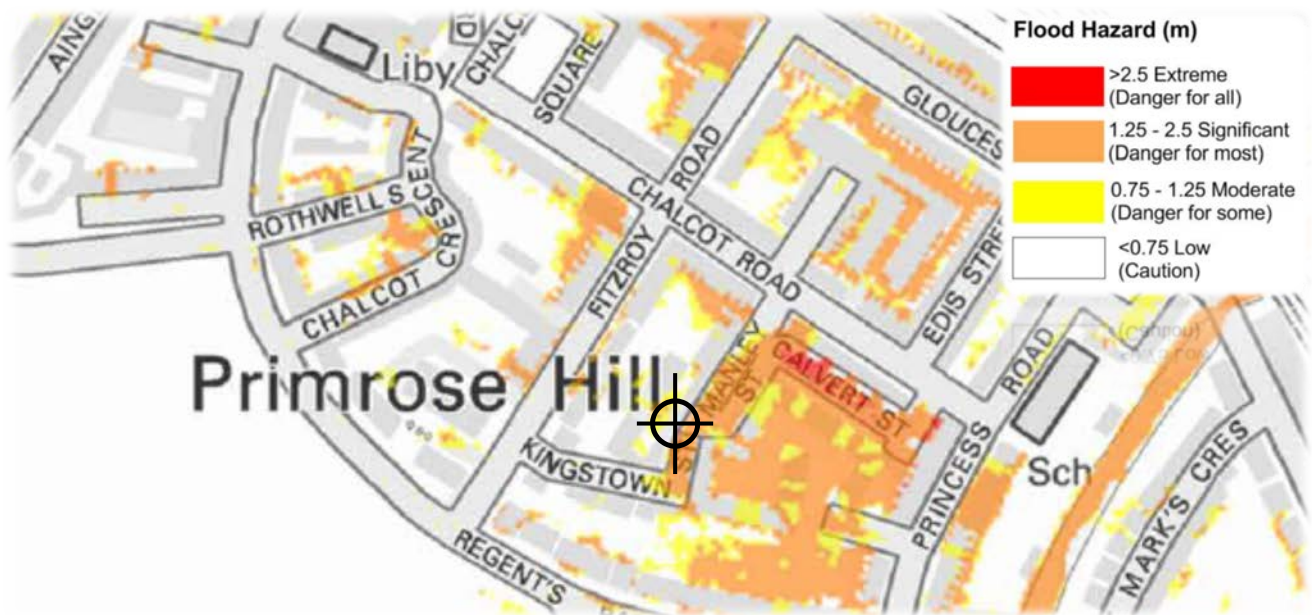 Flood Hazard (m)
>2.5 Extreme
(Danger for all)
1.25 - 2.5 Significant
(Danger for most)
0.75 - 1.25 Moderate
(Danger for some)
<0.75 Low
(Caution)
Liby
CHALC
SQUARE
ROAD
GLOUCES
ROTHWELL S
CRESCENT
CHALCOT
CHALCOT ROAD
FITZROY
EDIS STRE
Primrose Hill
MANLEY
ST
CALVERT ST
ROAD
PRINCESS
Sch
KINGSTOWN
ST
MARK'S CRES
REGENT'S